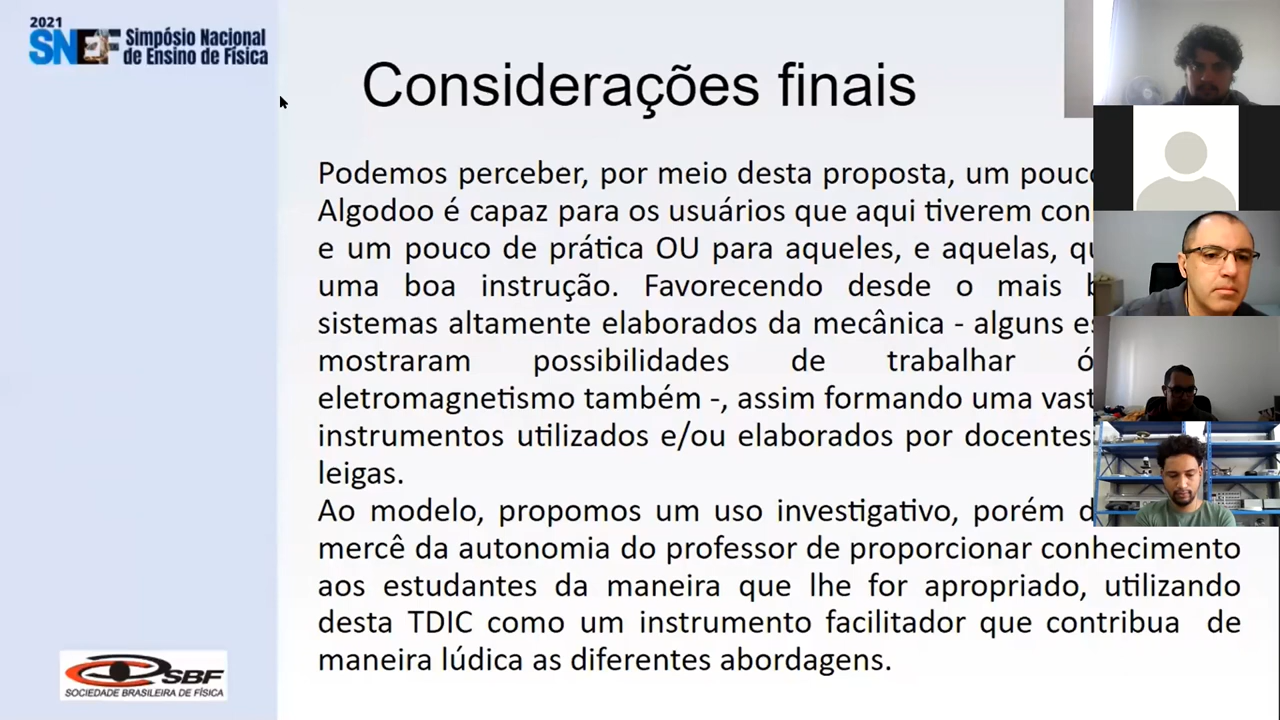 2021
SNEF Simpósio Nacional
de Ensino de Física
Considerações finais
Podemos perceber, por meio desta proposta, um
Algodoo é capaz para os usuários que aqui tiverem
e um pouco de prática OU para aqueles, e aquelas,
uma boa instrução. Favorecendo desde o mais
sistemas altamente elaborados da mecânica - alguns
mostraram possibilidades de trabalhar
eletromagnetismo também -, assim formando uma
instrumentos utilizados e/ou elaborados por docentes
leigas.
Ao modelo, propomos um uso investigativo, porém
mercê da autonomia do professor de proporcionar conhecimento
aos estudantes da maneira que lhe for apropriado, utilizando
desta TDIC como um instrumento facilitador que contribua de
maneira lúdica as diferentes abordagens.
SBF
SOCIEDADE BRASILEIRA DE FÍSICA